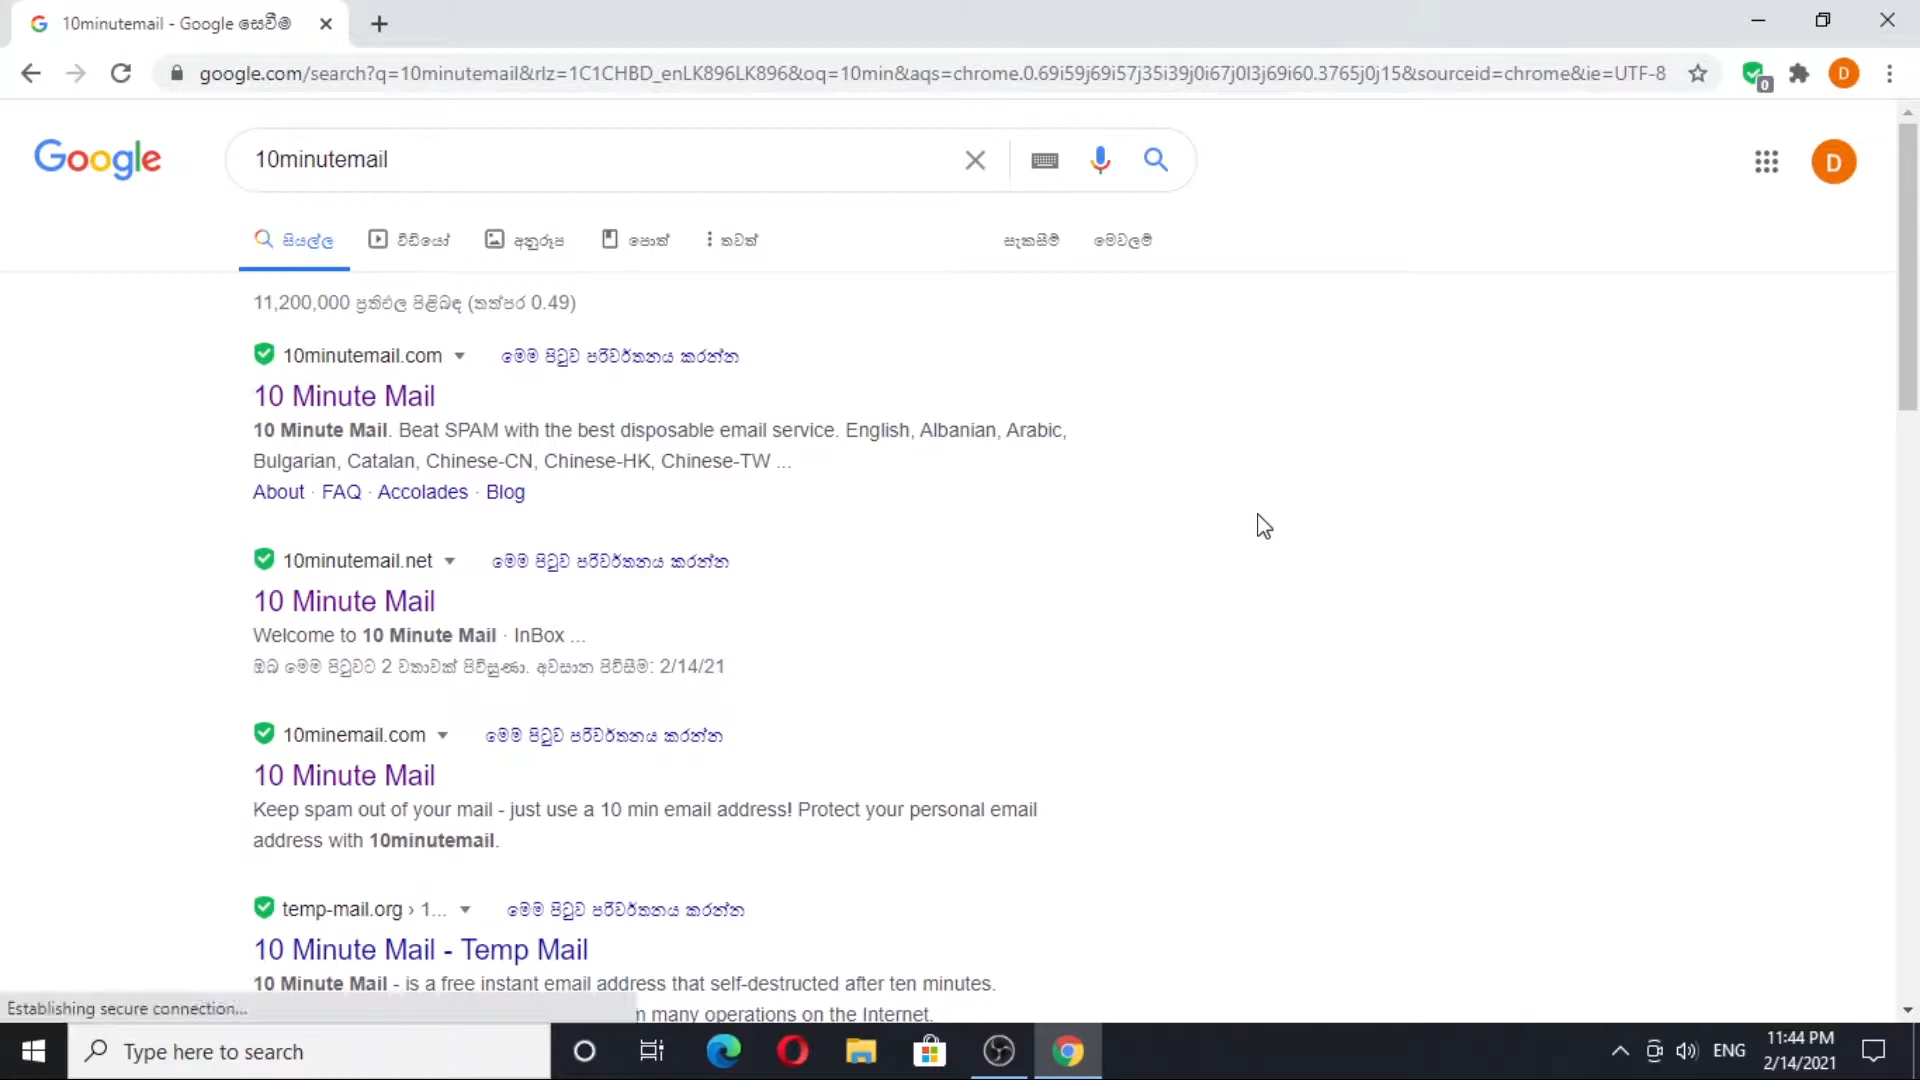 10minutemail - Google සෙවීම
google.com/search?q=10minutemail&rlz=1C1CHBD_enLK896LK896&oq=10min&aqs=chrome.0.69i59j69i57j35i39j0i67j0l3j69i60.3765j0j15&sourceid=chrome&ie=UTF-8
0
D
Google
10minutemail
D
සියල්ල වීඩියෝ අනුරූප පොත් තවත් සැකසීම් මෙවලම්
11,200,000 ප්‍රතිඵල පිළිබඳ (තත්පර 0.49)
10minutemail.com මෙම පිටුව පරිවර්තනය කරන්න
10 Minute Mail
10 Minute Mail. Beat SPAM with the best disposable email service. English, Albanian, Arabic,
Bulgarian, Catalan, Chinese-CN, Chinese-HK, Chinese-TW ...
About · FAQ · Accolades · Blog
10minutemail.net මෙම පිටුව පරිවර්තනය කරන්න
10 Minute Mail
Welcome to 10 Minute Mail · InBox ...
ඔබ මෙම පිටුවට 2 වතාවක් පිවිසුණා. අවසාන පිවිසීම: 2/14/21
10minemail.com මෙම පිටුව පරිවර්තනය කරන්න
10 Minute Mail
Keep spam out of your mail - just use a 10 min email address! Protect your personal email
address with 10minutemail.
temp-mail.org › 1... මෙම පිටුව පරිවර්තනය කරන්න
10 Minute Mail - Temp Mail
10 Minute Mail - is a free instant email address that self-destructed after ten minutes.
many operations on the Internet.
Establishing secure connection...
Type here to search
ENG
11:44 PM
2/14/2021